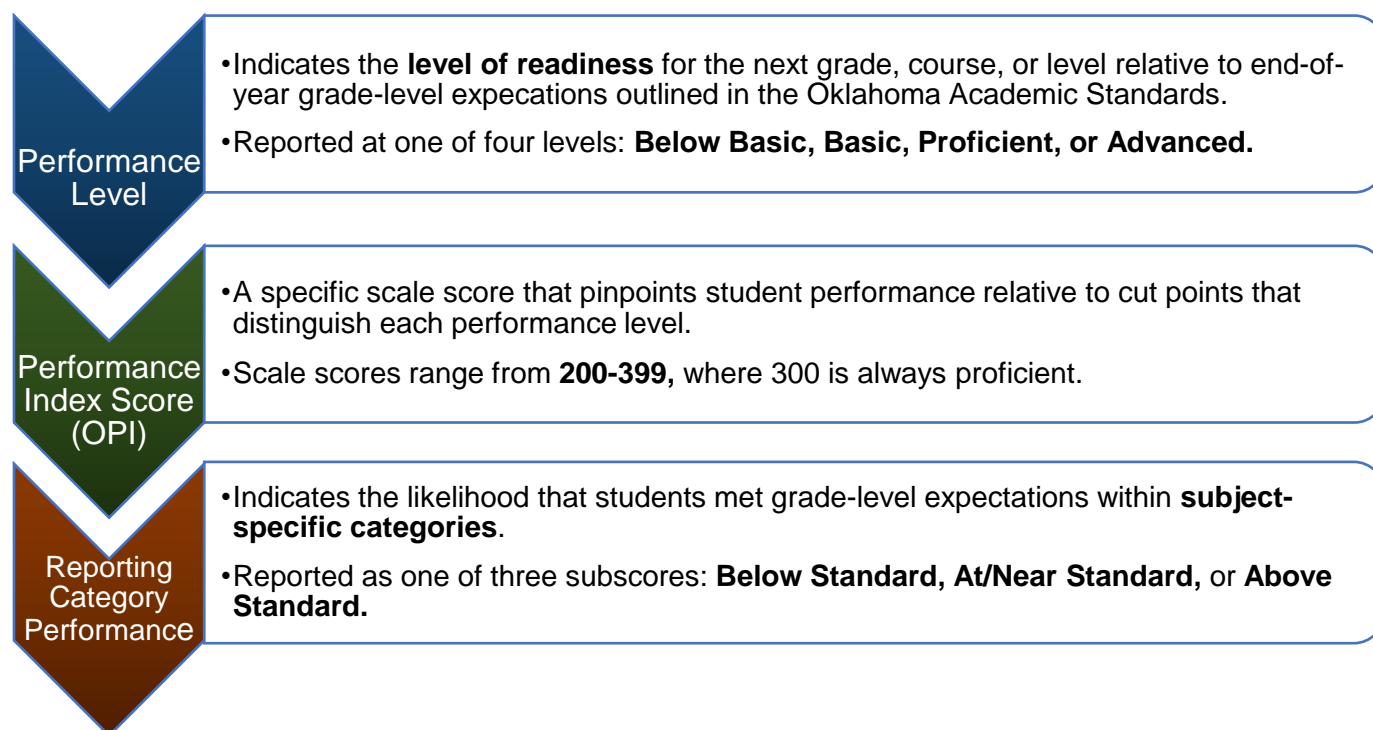 Performance
Level
•Indicates the level of readiness for the next grade, course, or level relative to end-of-
year grade-level expecations outlined in the Oklahoma Academic Standards.
•Reported at one of four levels: Below Basic, Basic, Proficient, or Advanced.
Performance
Index Score
(OPI)
•A specific scale score that pinpoints student performance relative to cut points that
distinguish each performance level.
•Scale scores range from 200-399, where 300 is always proficient.
Reporting
Category
Performance
•Indicates the likelihood that students met grade-level expectations within subject-
specific categories.
•Reported as one of three subscores: Below Standard, At/Near Standard, or Above
Standard.